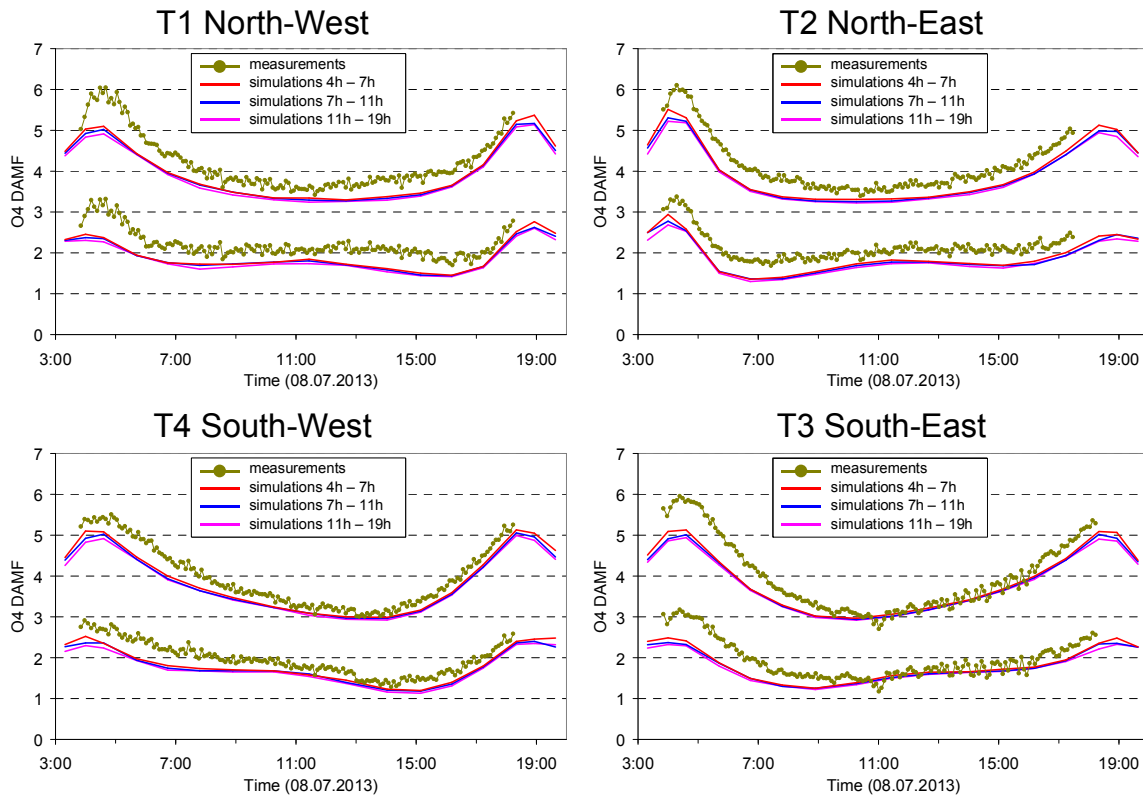 T1 North-West
7
6
5
4
3
2
1
0
O4 DAMF
measurements
simulations 4h – 7h
simulations 7h – 11h
simulations 11h – 19h
3:00 7:00 11:00 15:00 19:00
Time (08.07.2013)
T2 North-East
7
6
5
4
3
2
1
0
O4 DAMF
measurements
simulations 4h – 7h
simulations 7h – 11h
simulations 11h – 19h
3:00 7:00 11:00 15:00 19:00
Time (08.07.2013)
T4 South-West
7
6
5
4
3
2
1
0
O4 DAMF
measurements
simulations 4h – 7h
simulations 7h – 11h
simulations 11h – 19h
3:00 7:00 11:00 15:00 19:00
Time (08.07.2013)
T3 South-East
7
6
5
4
3
2
1
0
O4 DAMF
measurements
simulations 4h – 7h
simulations 7h – 11h
simulations 11h – 19h
3:00 7:00 11:00 15:00 19:00
Time (08.07.2013)